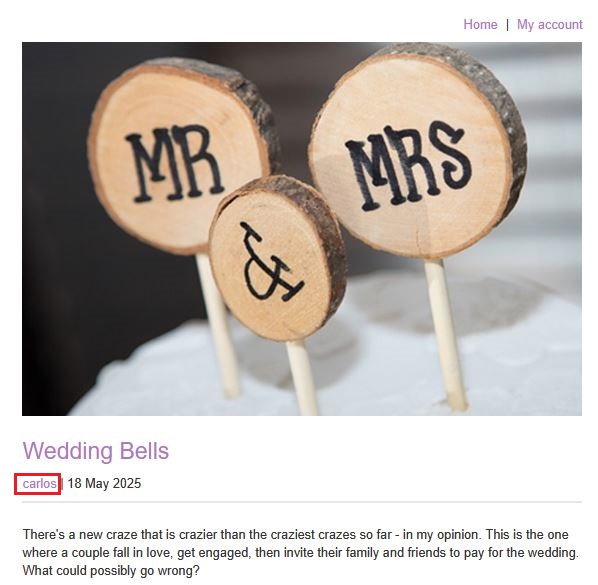 Home | My account
MR
MRS
&
Wedding Bells
carlos | 18 May 2025
There's a new craze that is crazier than the craziest crazes so far - in my opinion. This is the one
where a couple fall in love, get engaged, then invite their family and friends to pay for the wedding.
What could possibly go wrong?